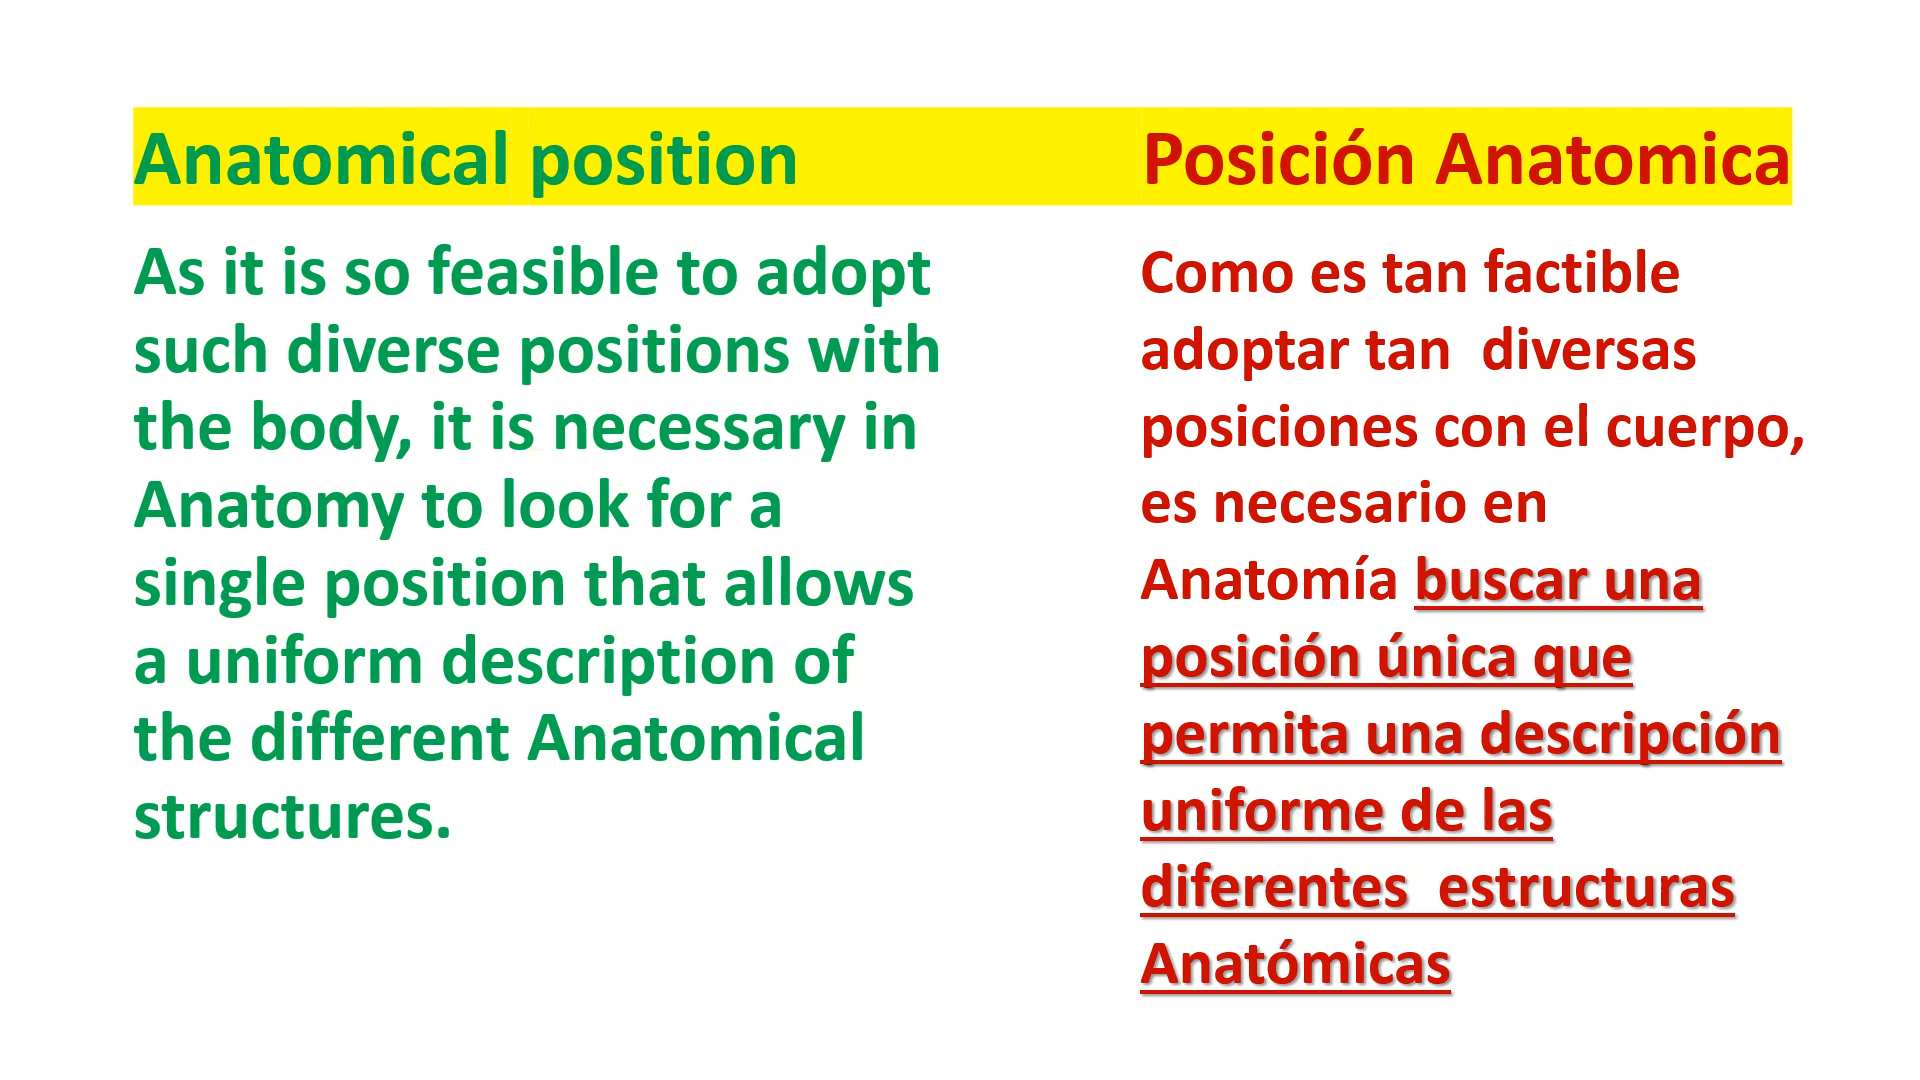 Anatomical position
Posición Anatomica
As it is so feasible to adopt
such diverse positions with
the body, it is necessary in
Anatomy to look for a
single position that allows
a uniform description of
the different Anatomical
structures.
Como es tan factible
adoptar tan  diversas
posiciones con el cuerpo,
es necesario en
Anatomía buscar una
posición única que
permita una descripción
uniforme de las
diferentes  estructuras
Anatómicas